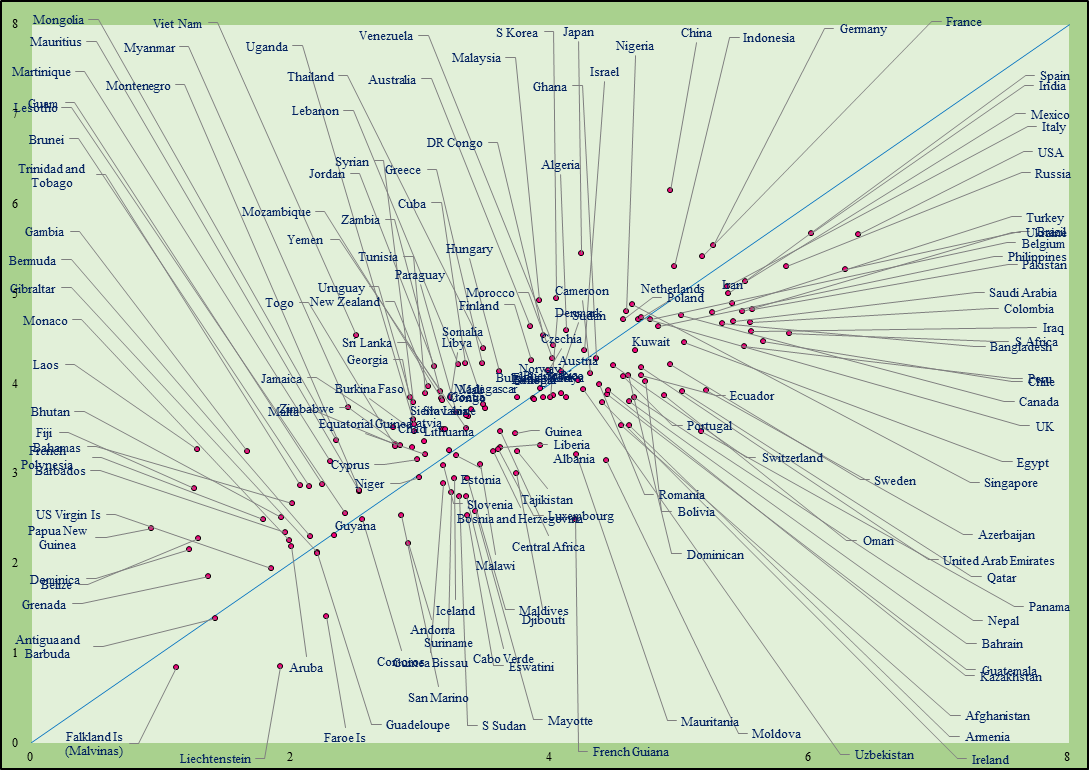 8
Mongolia
Viet Nam
France
Mauritius
Myanmar
Uganda
Venezuela
S Korea
Japan
Nigeria
China
Indonesia
Germany
Martinique
Montenegro
Thailand
Australia
Malaysia
Israel
Ghana
Spain
India
Guam
Lesotho
7
Lebanon
Mexico
Italy
Brunei
DR Congo
USA
Trinidad and
Tobago
Syrian
Jordan
Greece
Algeria
Russia
6
Mozambique
Zambia
Cuba
Turkey
Gambia
Yemen
Hungary
Ukraine
Brazil
Belgium
Bermuda
Tunisia
Paraguay
Philippines
Pakistan
Gibraltar
5
Uruguay
Togo
New Zealand
Morocco
Finland
Cameroon
Netherlands
Poland
Iran
Saudi Arabia
Colombia
Monaco
Sri Lanka
Somalia
Libya
Denmark
Sudan
Czechia
Kuwait
Iraq
S Africa
Bangladesh
Laos
Georgia
Austria
Norway
4
Jamaica
Burkina Faso
Madagascar
Ecuador
Peru
Chile
Canada
Bhutan
Malta
Zimbabwe
Equatorial Guinea
Latvia
Lithuania
Guinea
Portugal
UK
Fiji
Bahamas
French
Polynesia
Barbados
3
Cyprus
Niger
Liberia
Albania
Switzerland
Egypt
Estonia
Slovenia
Tajikistan
Romania
Bolivia
Sweden
Singapore
US Virgin Is
Papua New
Guinea
Guyana
Bosnia and Herzegovina
Luxembourg
Central Africa
Oman
Azerbaijan
2
Dominica
Belize
Malawi
Dominican
United Arab Emirates
Qatar
Grenada
Iceland
Maldives
Djibouti
Panama
Nepal
Antigua and
Barbuda
1
Andorra
Suriname
Bahrain
Aruba
Comoros
Guinea Bissau
Cabo Verde
Eswatini
Guatemala
Kazakhstan
San Marino
Falkland Is
(Malvinas)
Guadeloupe
S Sudan
Mayotte
Mauritania
Afghanistan
Faroe Is
Moldova
Armenia
Liechtenstein
French Guiana
Uzbekistan
Ireland
0
0
2
4
6
8